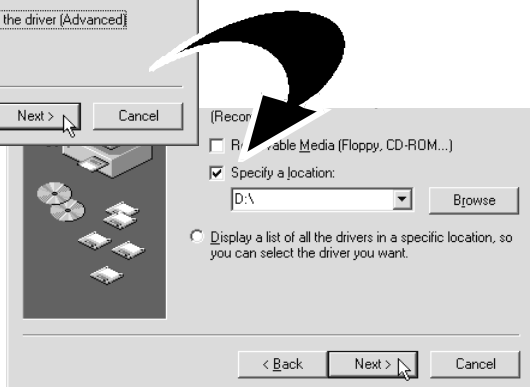 the driver (Advanced)
Next >
Cancel
Removable Media (Floppy, CD-ROM...)
Specify a location:
D:\
Browse
Display a list of all the drivers in a specific location, so
you can select the driver you want.
< Back
Next >
Cancel